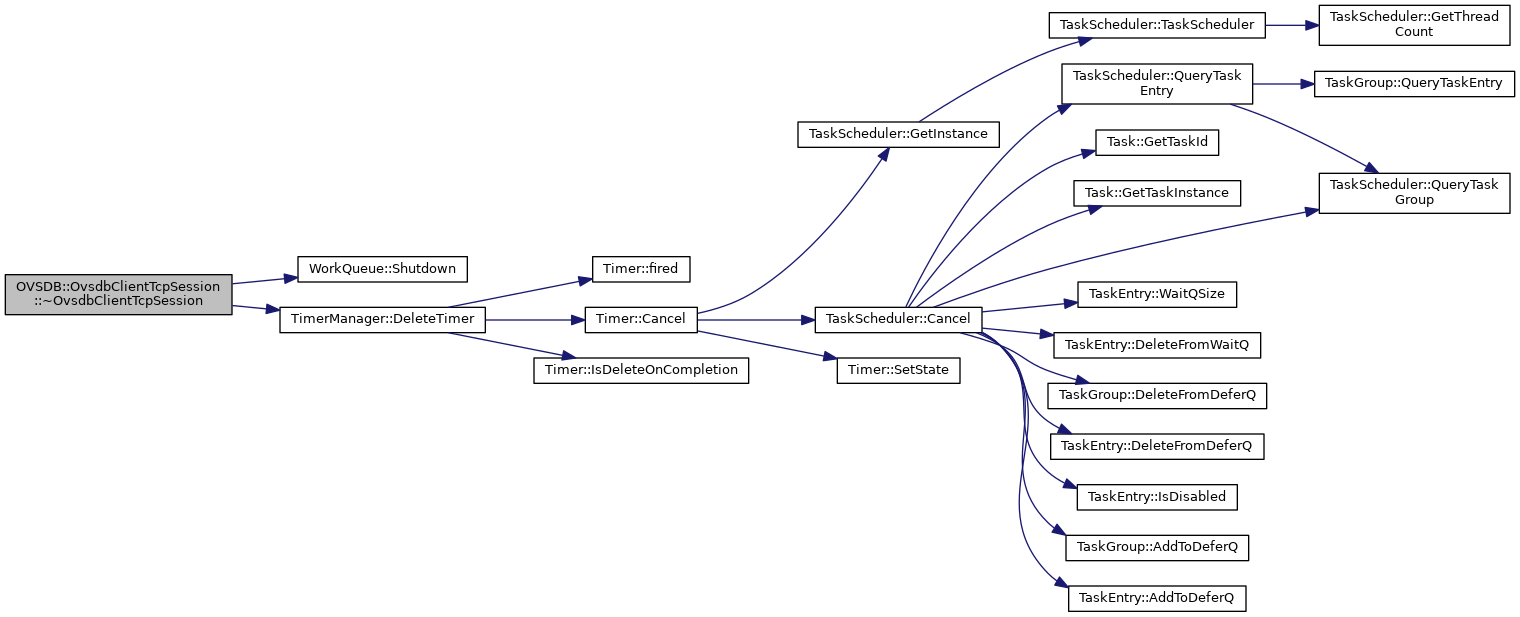 OVSDB::OvsdbClientTcpSession
::~OvsdbClientTcpSession
WorkQueue::Shutdown
TimerManager::DeleteTimer
Timer::fired
Timer::Cancel
Timer::IsDeleteOnCompletion
TaskScheduler::GetInstance
TaskScheduler::Cancel
Timer::SetState
TaskScheduler::TaskScheduler
TaskScheduler::QueryTask
Entry
Task::GetTaskId
Task::GetTaskInstance
TaskEntry::WaitQSize
TaskEntry::DeleteFromWaitQ
TaskGroup::DeleteFromDeferQ
TaskEntry::DeleteFromDeferQ
TaskEntry::IsDisabled
TaskGroup::AddToDeferQ
TaskEntry::AddToDeferQ
TaskScheduler::GetThread
Count
TaskGroup::QueryTaskEntry
TaskScheduler::QueryTask
Group